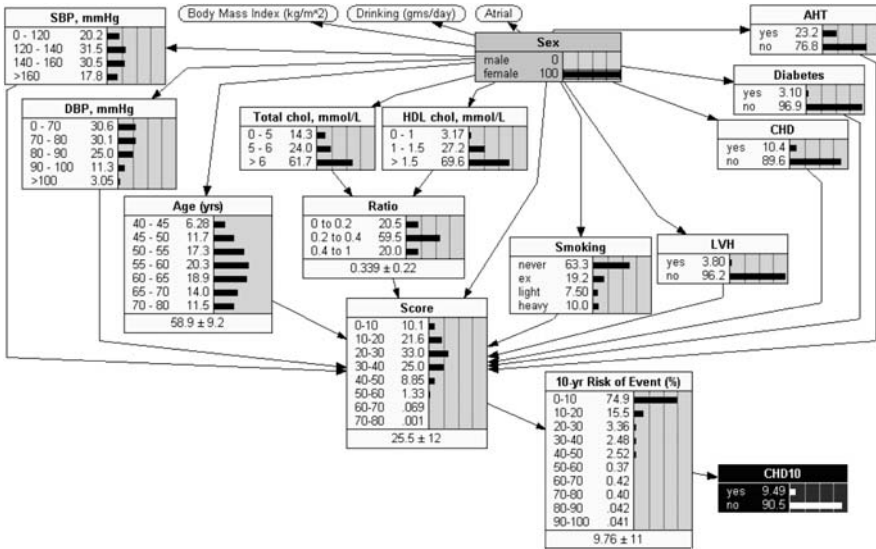 Body Mass Index (kg/m^2)
Drinking (gms/day)
Atrial
SBP, mmHg
0 - 120 20.2
120 - 140 31.5
140 - 160 30.5
>160 17.8
Sex
male 0
female 100
AHT
yes 23.2
no 76.8
Diabetes
yes 3.10
no 96.9
DBP, mmHg
0 - 70 30.6
70 - 80 30.1
80 - 90 25.0
90 - 100 11.3
>100 3.05
Total chol, mmol/L
0 - 5 14.3
5 - 6 24.0
> 6 61.7
HDL chol, mmol/L
0 - 1 3.17
1 - 1.5 27.2
> 1.5 69.6
CHD
yes 10.4
no 89.6
Age (yrs)
40 - 45 6.28
45 - 50 11.7
50 - 55 17.3
55 - 60 20.3
60 - 65 18.9
65 - 70 14.0
70 - 80 11.5
58.9 ± 9.2
Ratio
0 to 0.2 20.5
0.2 to 0.4 59.5
0.4 to 1 20.0
0.339 ± 0.22
Smoking
never 63.3
ex 19.2
light 7.50
heavy 10.0
LVH
yes 3.80
no 96.2
Score
0-10 10.1
10-20 21.6
20-30 33.0
30-40 25.0
40-50 8.85
50-60 1.33
60-70 .069
70-80 .001
25.5 ± 12
10-yr Risk of Event (%)
0-10 74.9
10-20 15.5
20-30 3.36
30-40 2.48
40-50 2.52
50-60 0.37
60-70 0.42
70-80 0.40
80-90 .042
90-100 .041
9.76 ± 11
CHD10
yes 9.49
no 90.5